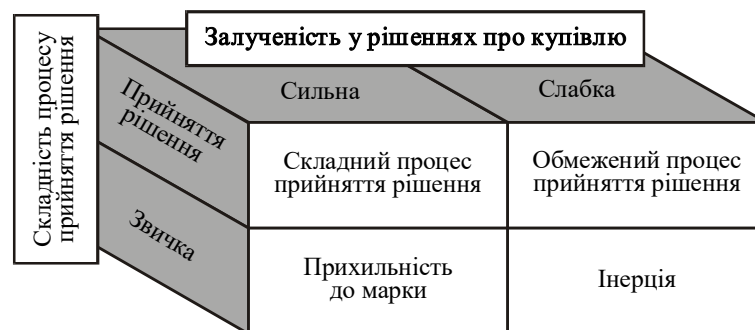 Залученість у рішеннях про купівлю
Складність процесу
прийняття рішення
Сильна
Слабка
Прийняття
рішення
Складний процес
прийняття рішення
Обмежений процес
прийняття рішення
Звичка
Прихильність
до марки
Інерція